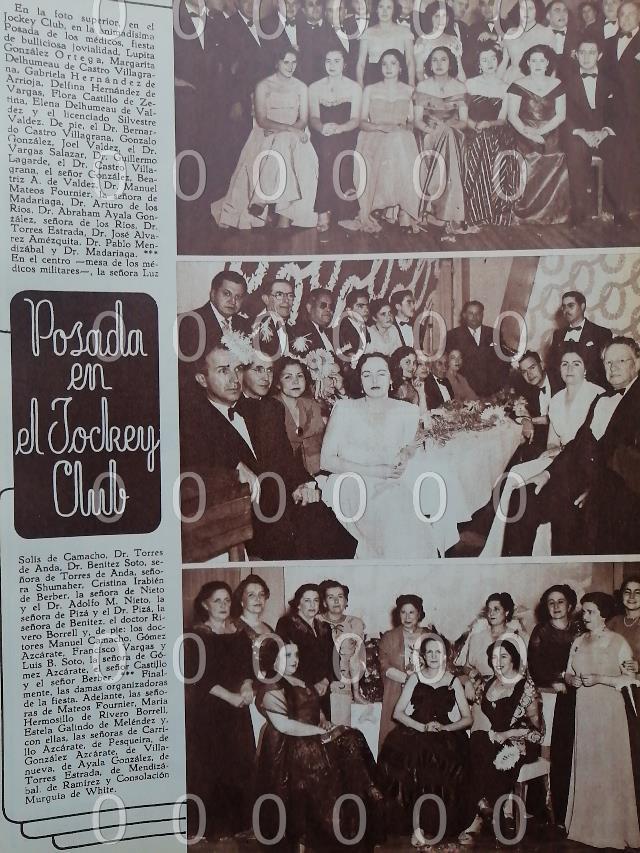 En la foto superior, en el
Jockey Club, en la animadísima
Posada de los médicos, fiesta
de bulliciosa jovialidad, Lupita
González Ortega, Margarita
Delhumeau de Castro Villagra-
na, Gabriela Hernández de
Arrioja, Delfina Hernández de
Vargas, Flora Castillo de Ze-
tina, Elena Delhumeau de Val-
dez y el licenciado Silvestre
Valdez. De pie, el Dr. Bernar-
do Castro Villagrana, Gonzalo
González, Joel Valdez, el Dr.
Vargas Salazar, Dr. Guillermo
Lagarde, el Dr. Castro Villa-
grana, el señor González, Bea-
triz A. de Valdez, Dr. Manuel
Mateos Fournier, la señora de
Madariaga, Dr. Arturo de los
Ríos, Dr. Abraham Ayala Gon-
zález, señora de los Ríos, Dr.
Torres Estrada, Dr. José Alva-
rez Amézquita, Dr. Pablo Men-
dizábal y Dr. Madariaga. ***
En el centro —mesa de los mé-
dicos militares—, la señora Luz
Posada
en
el Jockey
Club
Solís de Camacho, Dr. Torres
de Anda, Dr. Benítez Soto, se-
ñora de Torres de Anda, seño-
ra Shumaher, Cristina Irabién
de Berber, la señora de Nieto
y el Dr. Adolfo M. Nieto, la
señora de Pizá y el Dr. Pizá, la
señora de Benítez, el doctor Ri-
vero Borrell y, de pie: los doc-
tores Manuel Camacho, Gómez
Azcárate, Francisco Vargas y
Luis B. Soto, la señora de Gó-
mez Azcárate, el señor Castillo
y el señor Berber. *** Final-
mente, las damas organizadoras
de la fiesta. Adelante, las seño-
ras de Mateos Fournier, María
Hermosillo de Rivero Borrell,
Estela Galindo de Meléndez y,
con ellas, las señoras de Carri-
llo Azcárate, de Pesqueira, de
González Azcárate, de Villa-
nueva, de Ayala González, de
Torres Estrada, de Mendizá-
bal, de Ramírez y Consolación
Murguía de White.